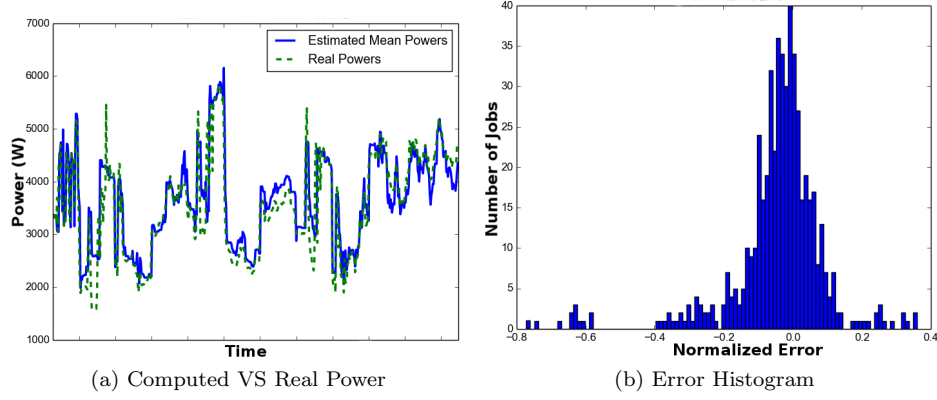 7000
6000
5000
4000
3000
2000
1000
Power (W)
Estimated Mean Powers
Real Powers
Time
(a) Computed VS Real Power
40
35
30
25
20
15
10
5
0
Number of Jobs
−0.8
−0.6
−0.4
−0.2
0.0
0.2
0.4
Normalized Error
(b) Error Histogram